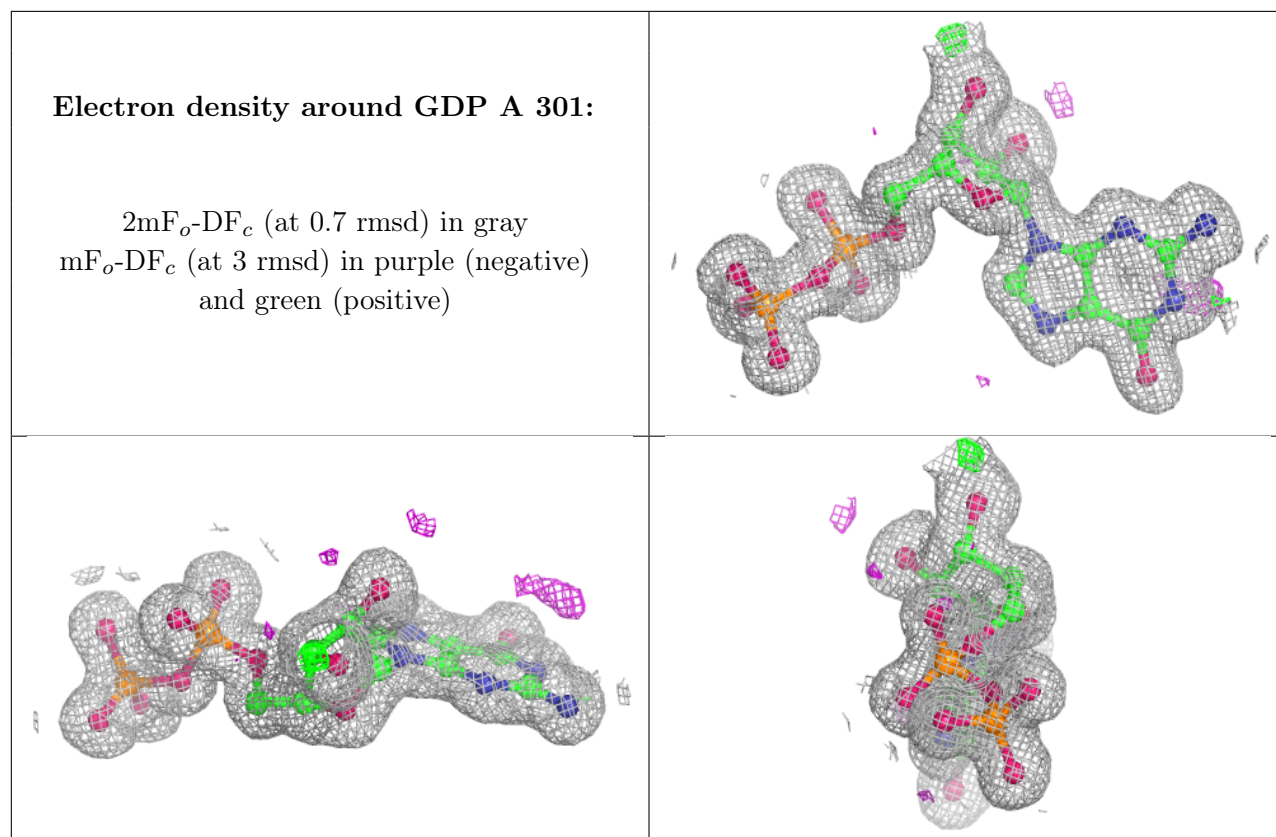 Electron density around GDP A 301:
2mFo-DFc (at 0.7 rmsd) in gray
mFo-DFc (at 3 rmsd) in purple (negative)
and green (positive)